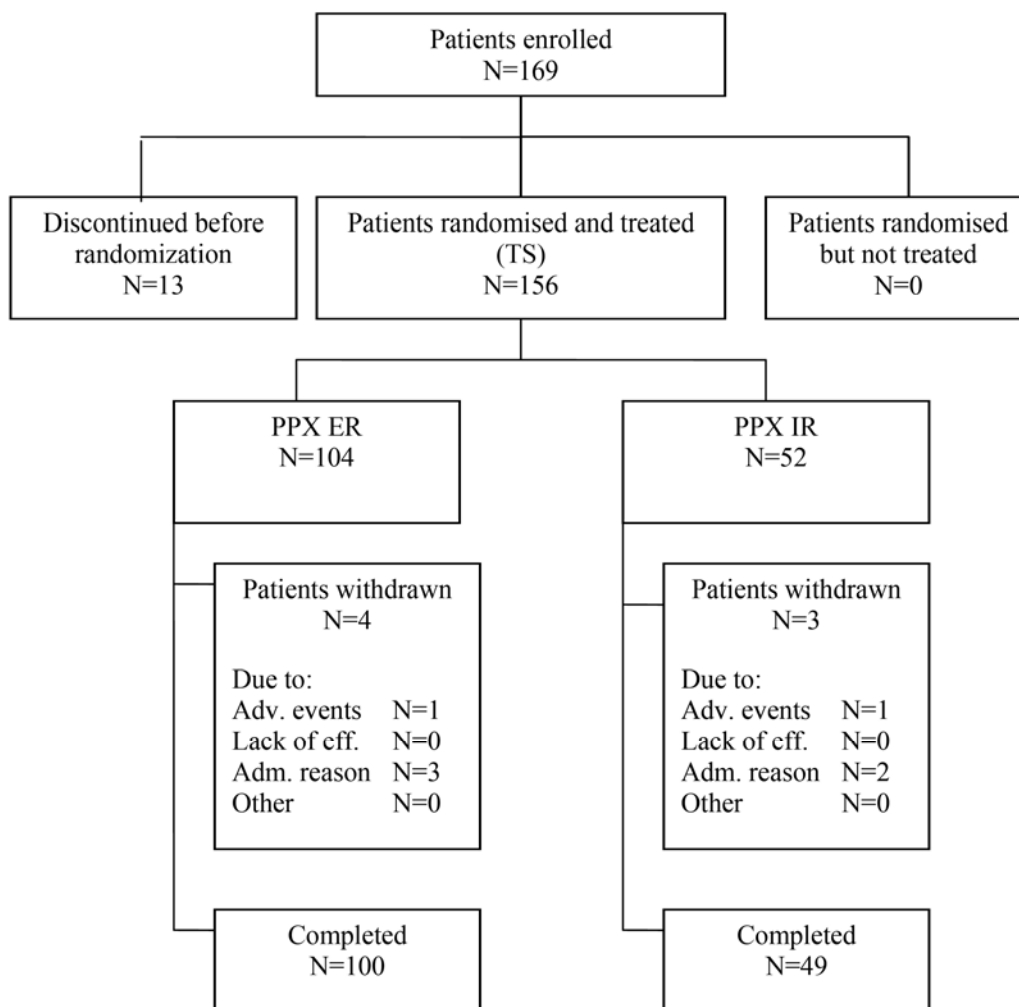 Patients enrolled
N=169
Discontinued before
randomization
N=13
Patients randomised and treated
(TS)
N=156
Patients randomised
but not treated
N=0
PPX ER
N=104
PPX IR
N=52
Patients withdrawn
N=4
Due to:
Adv. events N=1
Lack of cff. N=0
Adm. reason N=3
Other N=0
Patients withdrawn
N=3
Due to:
Adv. events N=1
Lack of cff. N=0
Adm. reason N=2
Other N=0
Completed
N=100
Completed
N=49